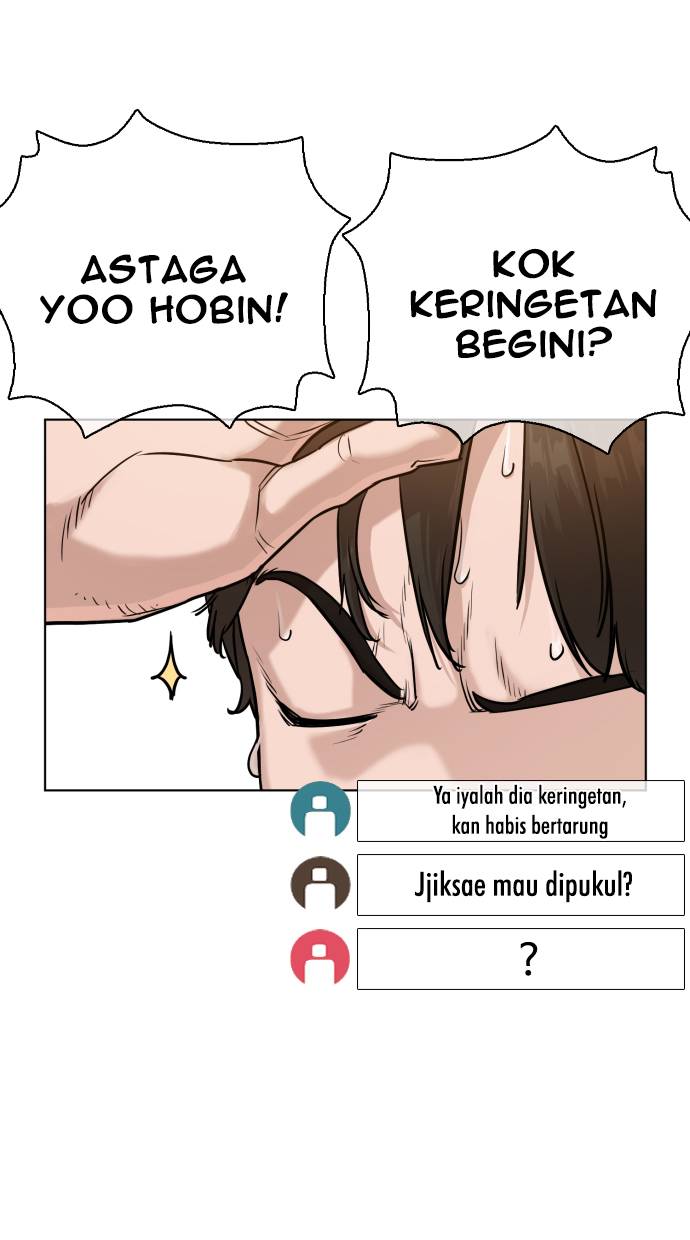 ASTAGA
YOO HOBIN!
KOK
KERINGETAN
BEGINI?
Ya iyalah dia keringetan,
kan habis bertarung
Jjiksae mau dipukul?
?